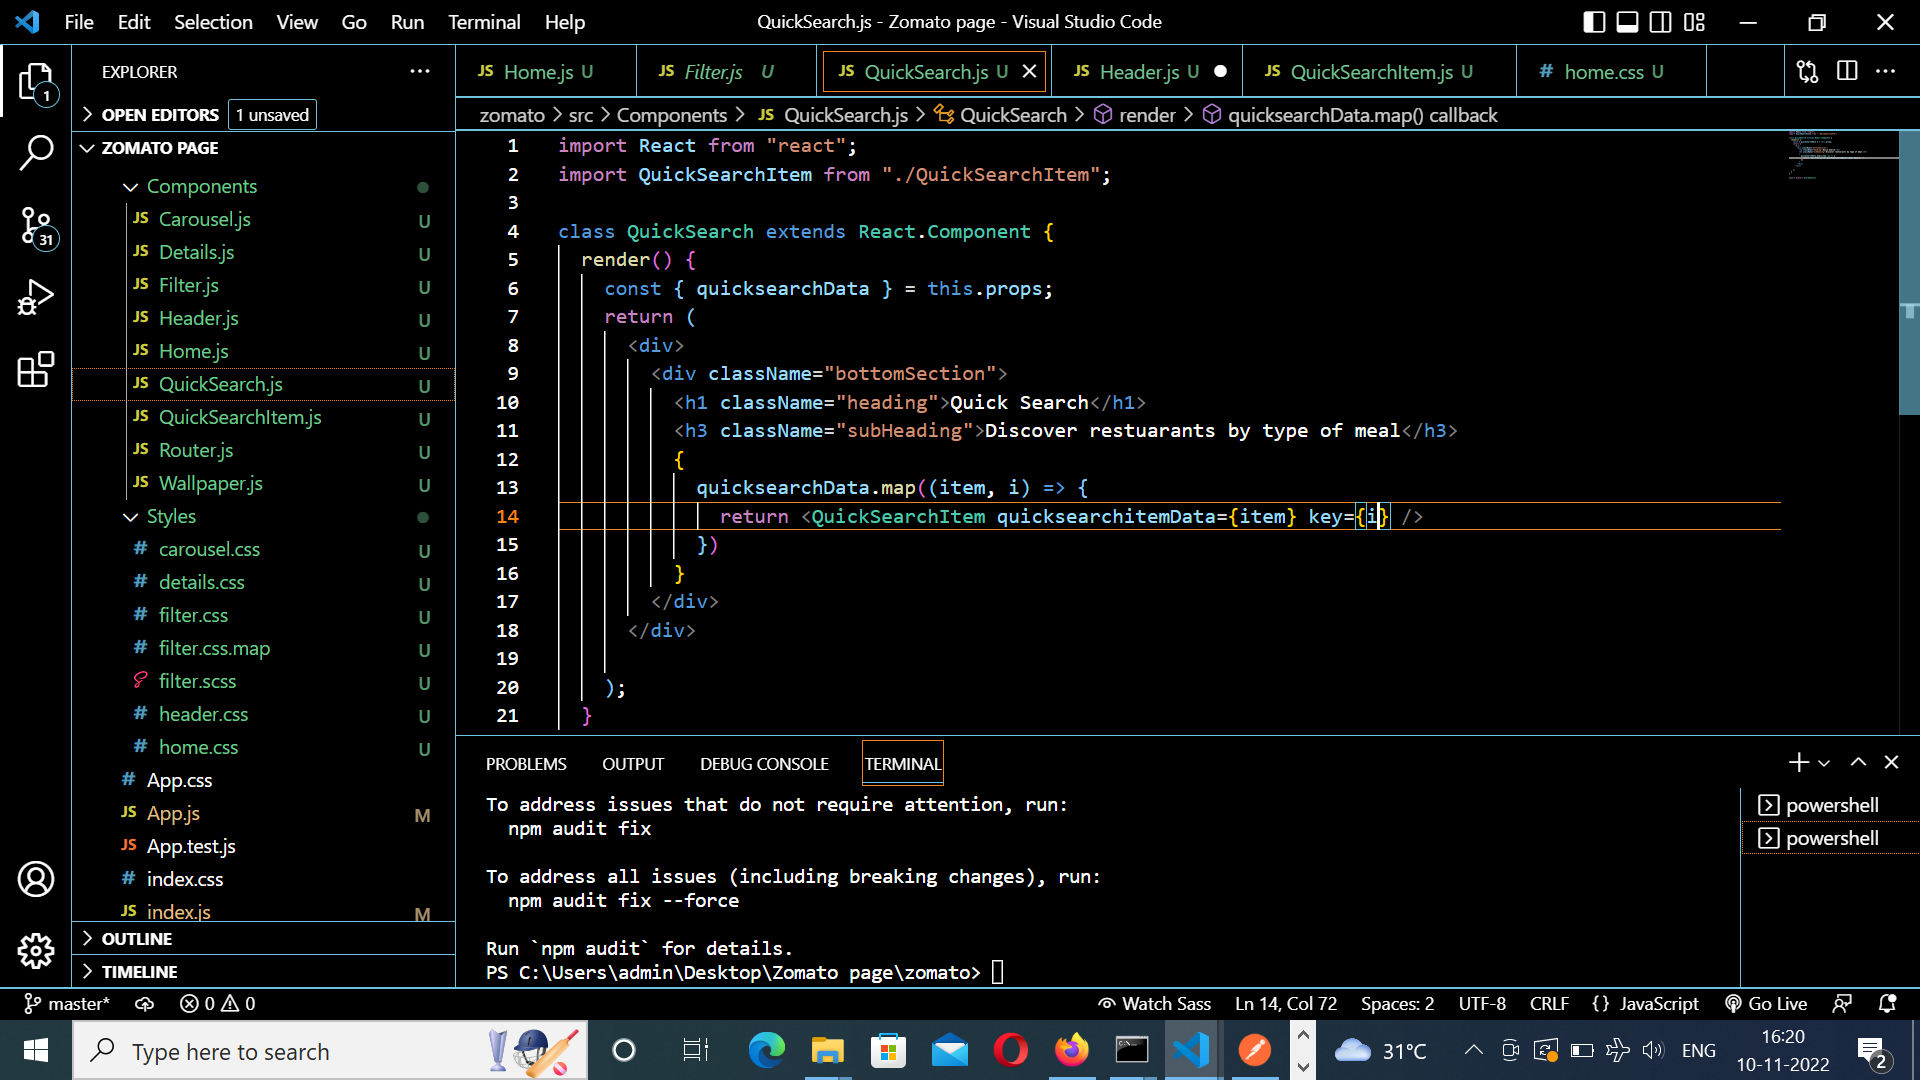 File Edit Selection View Go Run Terminal Help
QuickSearch.js - Zomato page - Visual Studio Code
EXPLORER
OPEN EDITORS 1 unsaved
ZOMATO PAGE
Components
JS Carousel.js U
JS Details.js U
JS Filter.js U
JS Header.js U
JS Home.js U
JS QuickSearch.js U
JS QuickSearchItem.js U
JS Router.js U
JS Wallpaper.js U
Styles
# carousel.css U
# details.css U
# filter.css U
# filter.css.map U
filter.scss U
# header.css U
# home.css U
# App.css
JS App.js M
JS App.test.js
# index.css
JS index.js M
OUTLINE
TIMELINE
1
31
JS Home.js U
JS Filter.js U
JS QuickSearch.js U
JS Header.js U
JS QuickSearchItem.js U
# home.css U
zomato > src > Components > JS QuickSearch.js > QuickSearch > render > quicksearchData.map() callback
1 import React from "react";
2 import QuickSearchItem from "./QuickSearchItem";
3
4 class QuickSearch extends React.Component {
5 render() {
6 const { quicksearchData } = this.props;
7 return (
8 <div>
9 <div className="bottomSection">
10 <h1 className="heading">Quick Search</h1>
11 <h3 className="subHeading">Discover restuarants by type of meal</h3>
12 {
13 quicksearchData.map((item, i) => {
14 return <QuickSearchItem quicksearchitemData={item} key={i} />
15 })
16 }
17 </div>
18 </div>
19
20 );
21 }
PROBLEMS OUTPUT DEBUG CONSOLE TERMINAL
To address issues that do not require attention, run:
npm audit fix
To address all issues (including breaking changes), run:
npm audit fix --force
Run `npm audit` for details.
PS C:\Users\admin\Desktop\Zomato page\zomato>
powershell
powershell
master* 0 0
Watch Sass Ln 14, Col 72 Spaces: 2 UTF-8 CRLF {} JavaScript Go Live
Type here to search
31°C
ENG
16:20
10-11-2022
2